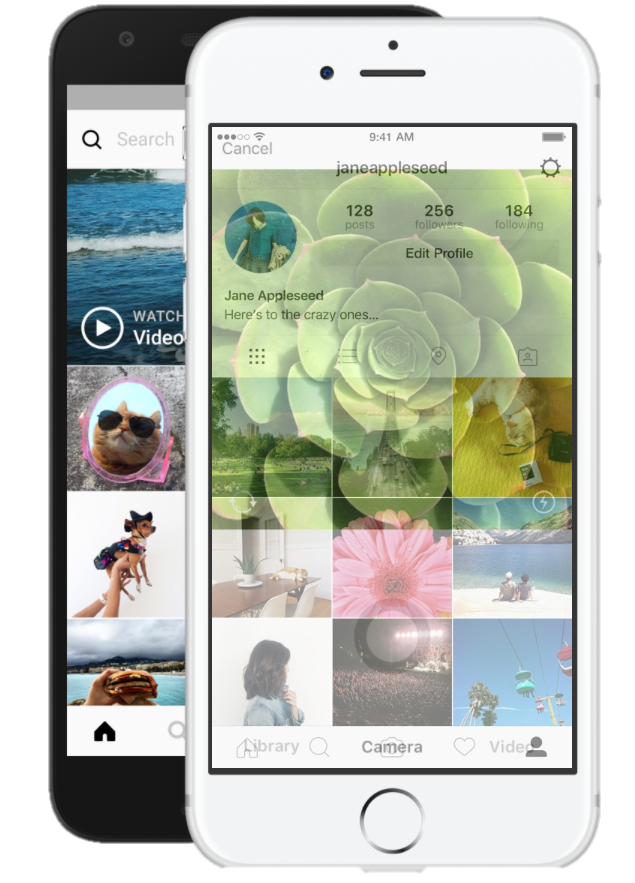 Search
WATCH
Video
9:41 AM
Cancel
janeappleseed
128
256
184
posts
followers
following
Edit Profile
Jane Appleseed
Here's to the crazy ones...
Library
Camera
Video